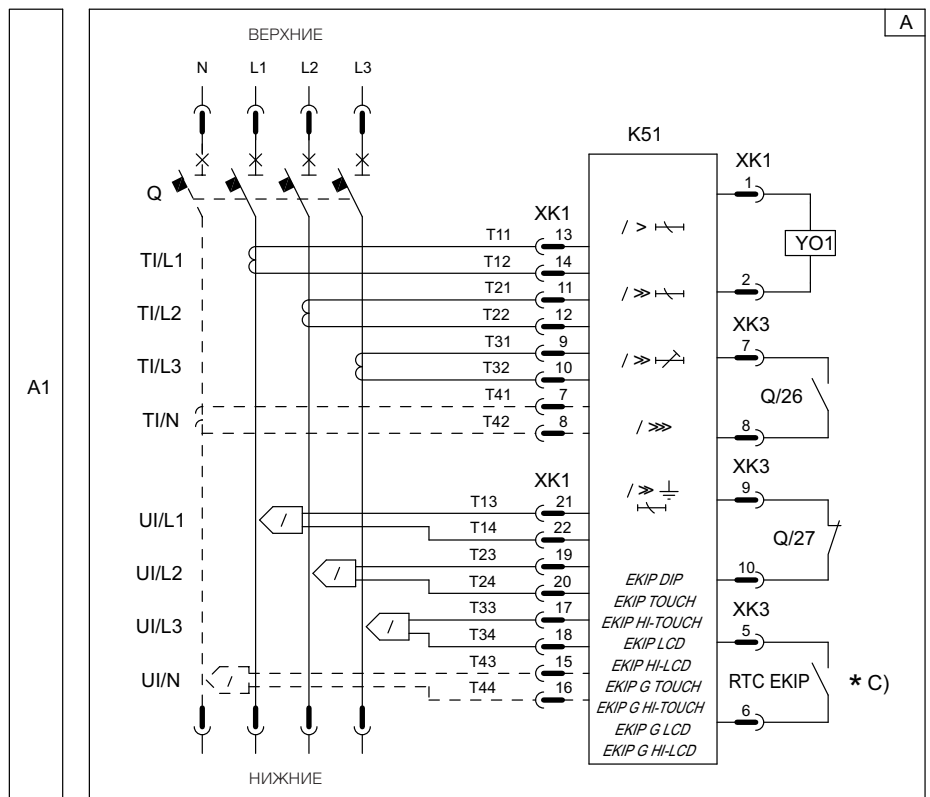 A
ВЕРХНИЕ
N L1 L2 L3
K51
XK1
1
Q
XK1
T11 13
I >
YO1
TI/L1
T12 14
T21 11
I >>
2
TI/L2
T22 12
XK3
T31 9
7
TI/L3
I >>
T32 10
A1
T41 7
Q/26
TI/N
T42 8
I >>>
8
XK3
XK1
I >>
9
T13 21
UI/L1
T14 22
Q/27
T23 19
UI/L2
T24 20
EKIP DIP
10
T33 17
EKIP TOUCH
XK3
UI/L3
EKIP HI-TOUCH
5
T34 18
EKIP LCD
T43 15
EKIP HI-LCD
UI/N
RTC EKIP * C)
T44 16
EKIP G TOUCH
EKIP G HI-TOUCH
6
EKIP G LCD
EKIP G HI-LCD
НИЖНИЕ